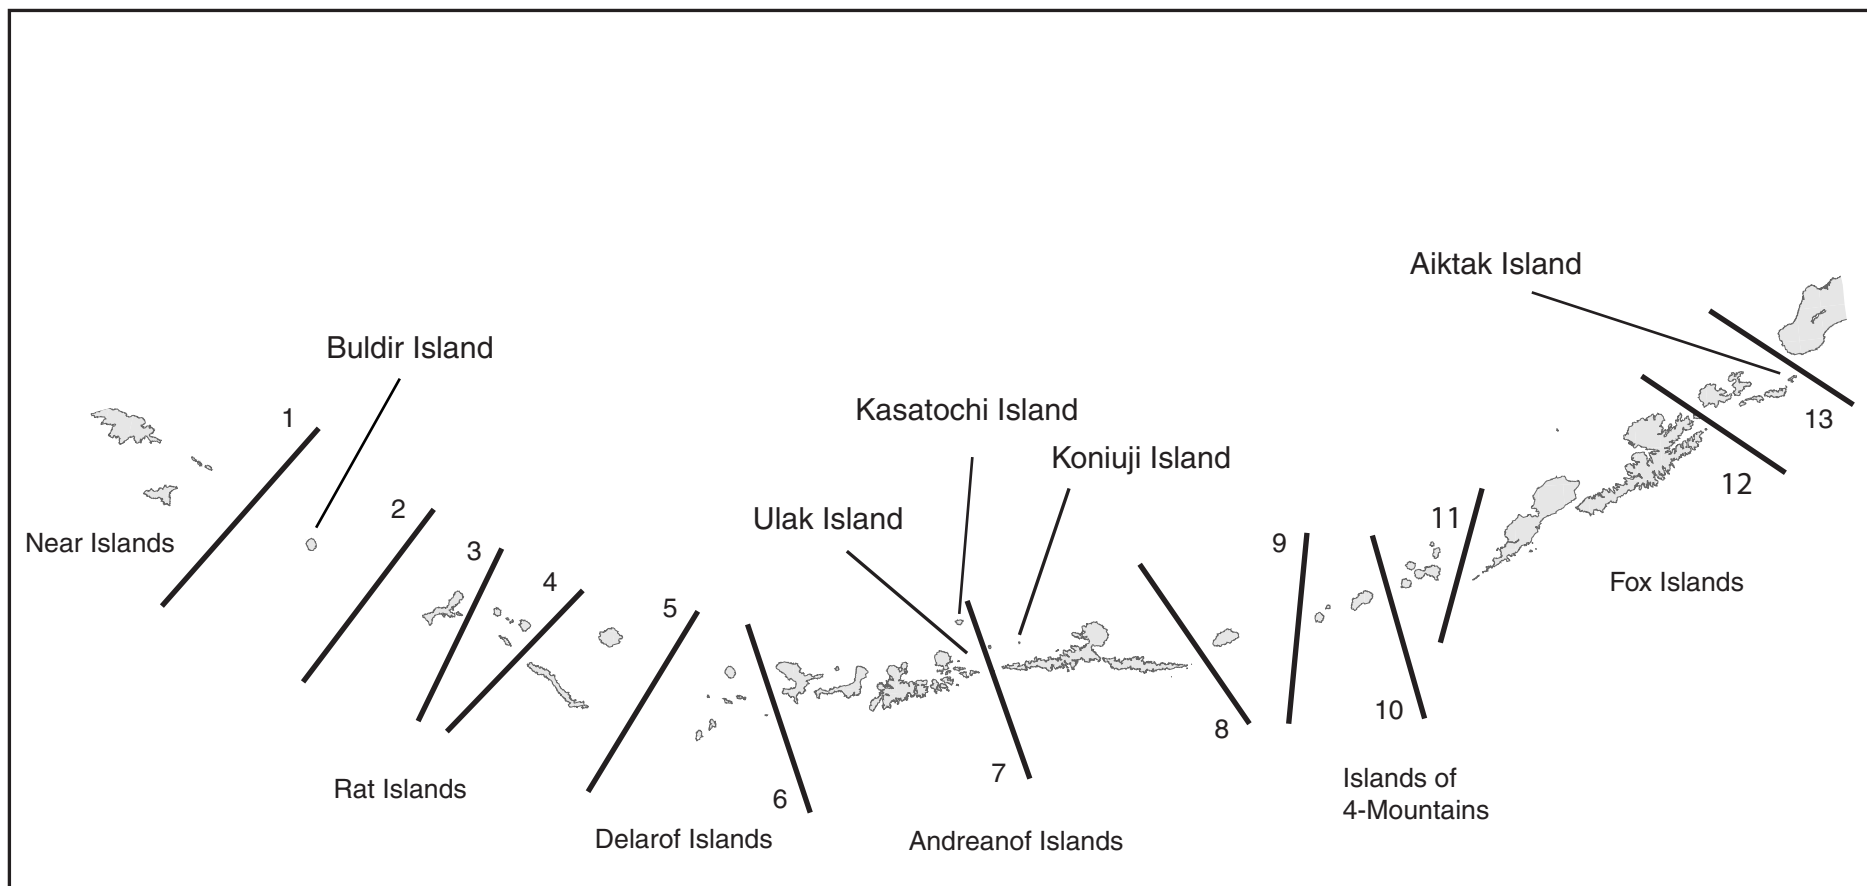 Aiktak Island
Buldir Island
Kasatochi Island
Koniuji Island
Ulak Island
1
2
3
4
5
6
7
8
9
10
11
12
13
Near Islands
Rat Islands
Delarof Islands
Andreanof Islands
Islands of
4-Mountains
Fox Islands